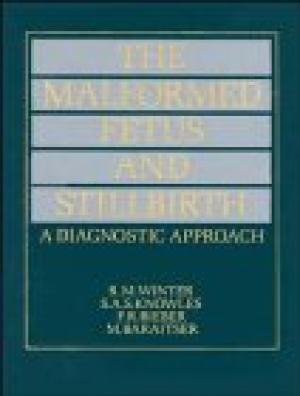 THE
MALFORMED
FETUS
AND
STILLBIRTH
A DIAGNOSTIC APPROACH
R.M.WINTER
S.A.S.KNOWLES
F.R.BIEBER
M.BARAITSER